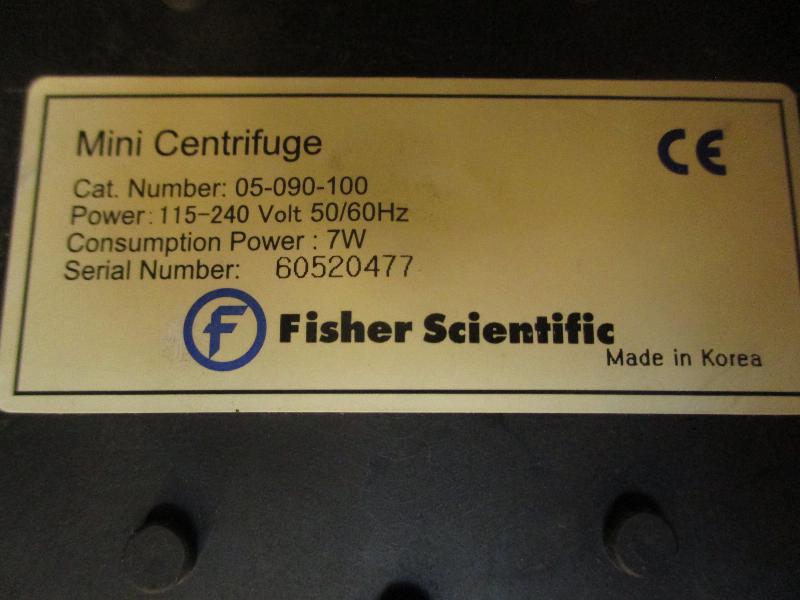 Mini Centrifuge
CE
Cat. Number: 05-090-100
Power: 115-240 Volt 50/60Hz
Consumption Power : 7W
Serial Number: 60520477
F Fisher Scientific
Made in Korea